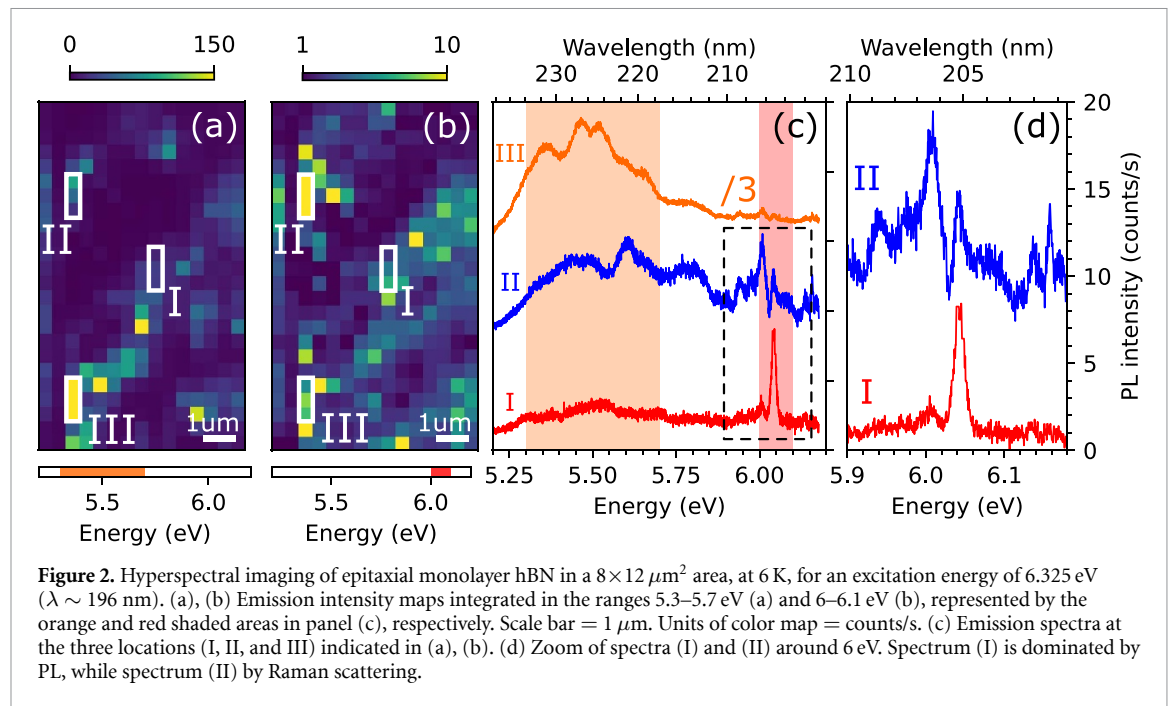 0 150
1 10
Wavelength (nm)
230 220 210
Wavelength (nm)
210 205
(a)
II
I
III
1um
(b)
II
I
III
1um
(c)
III
/3
II
I
(d)
II
I
20
15
10
5
0
PL intensity (counts/s)
5.5 6.0
Energy (eV)
5.5 6.0
Energy (eV)
5.25 5.50 5.75 6.00
Energy (eV)
5.9 6.0 6.1
Energy (eV)
Figure 2. Hyperspectral imaging of epitaxial monolayer hBN in a 8×12 μm² area, at 6 K, for an excitation energy of 6.325 eV
(λ ∼ 196 nm). (a), (b) Emission intensity maps integrated in the ranges 5.3–5.7 eV (a) and 6–6.1 eV (b), represented by the
orange and red shaded areas in panel (c), respectively. Scale bar = 1 μm. Units of color map = counts/s. (c) Emission spectra at
the three locations (I, II, and III) indicated in (a), (b). (d) Zoom of spectra (I) and (II) around 6 eV. Spectrum (I) is dominated by
PL, while spectrum (II) by Raman scattering.